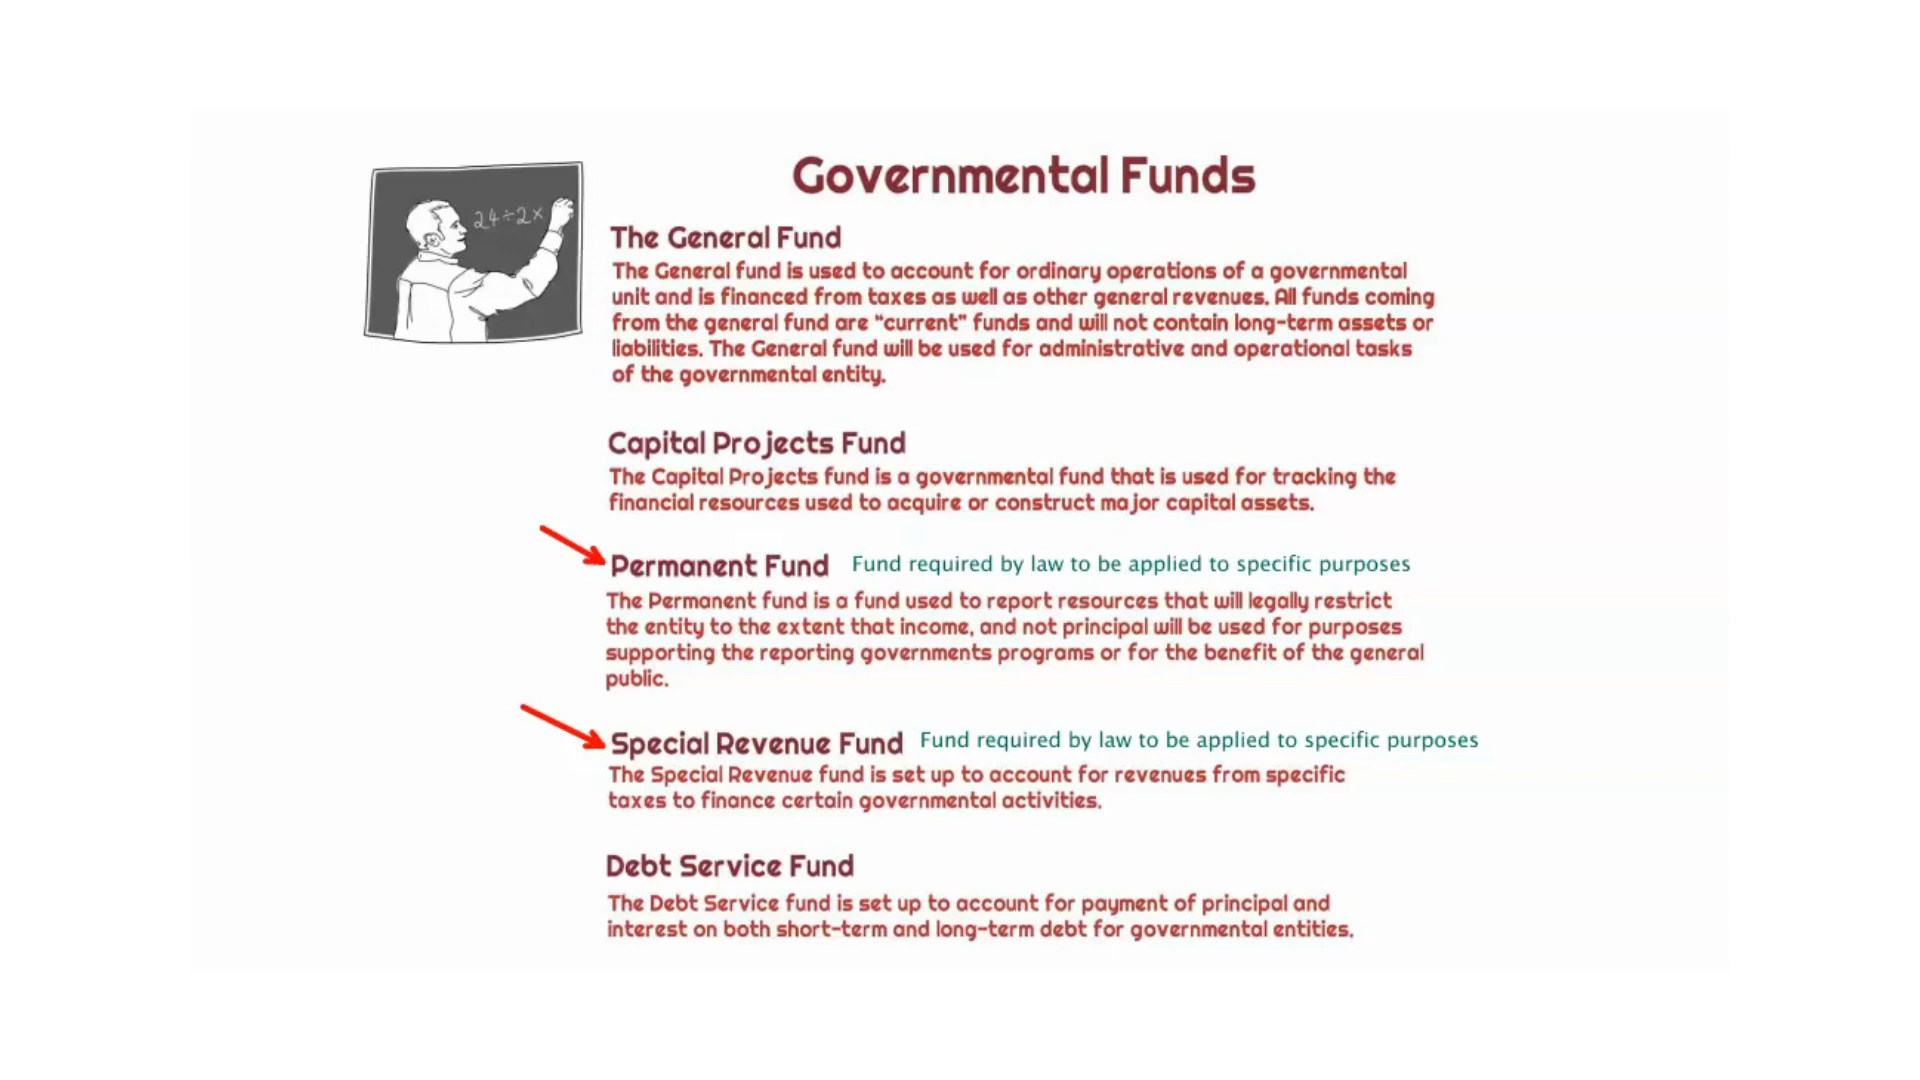 Governmental Funds
24÷2×
The General Fund
The General fund is used to account for ordinary operations of a governmental
unit and is financed from taxes as well as other general revenues. All funds coming
from the general fund are “current” funds and will not contain long-term assets or
liabilities. The General fund will be used for administrative and operational tasks
of the governmental entity.
Capital Projects Fund
The Capital Projects fund is a governmental fund that is used for tracking the
financial resources used to acquire or construct major capital assets.
Permanent Fund Fund required by law to be applied to specific purposes
The Permanent fund is a fund used to report resources that will legally restrict
the entity to the extent that income, and not principal will be used for purposes
supporting the reporting governments programs or for the benefit of the general
public.
Special Revenue Fund Fund required by law to be applied to specific purposes
The Special Revenue fund is set up to account for revenues from specific
taxes to finance certain governmental activities.
Debt Service Fund
The Debt Service fund is set up to account for payment of principal and
interest on both short-term and long-term debt for governmental entities.